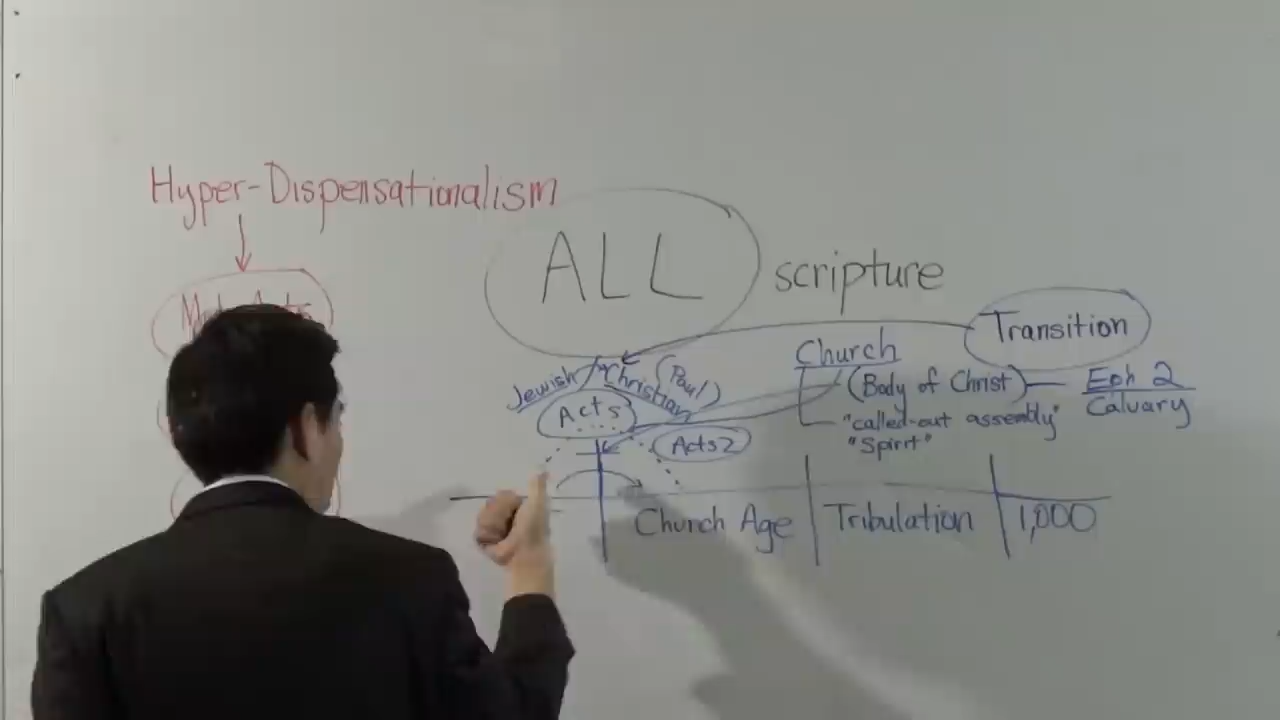 Hyper-Dispensationalism
ALL scripture
Transition
Church
(Body of Christ) Eph 2
Calvary
"called-out assembly"
"Spirit"
Jewish Christian (Paul)
Acts
Acts 2
Church Age Tribulation 1,000